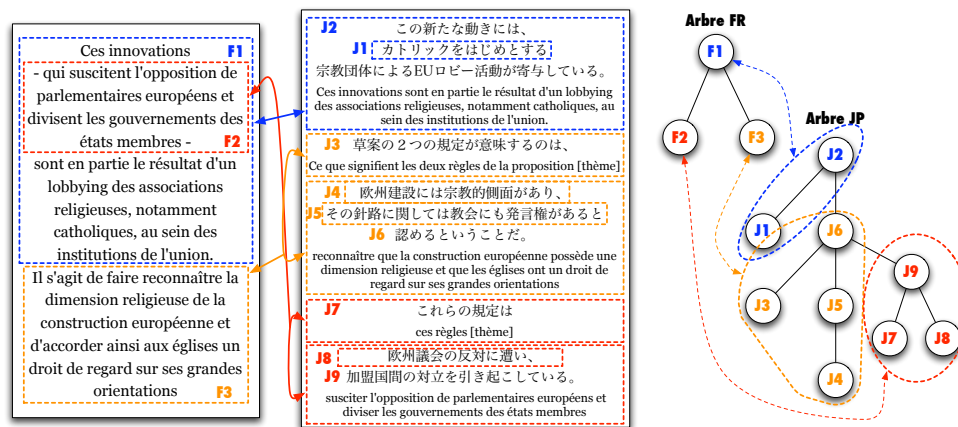 Ces innovations F1
- qui suscitent l'opposition de
parlementaires européens et
divisent les gouvernements des
états membres - F2
sont en partie le résultat d'un
lobbying des associations
religieuses, notamment
catholiques, au sein des
institutions de l'union.
Il s'agit de faire reconnaître la
dimension religieuse de la
construction européenne et
d'accorder ainsi aux églises un
droit de regard sur ses grandes
orientations F3
J2 この新たな動きには、
J1 カトリックをはじめとする
宗教団体によるEUロビー活動が寄与している。
Ces innovations sont en partie le résultat d'un lobbying
des associations religieuses, notamment catholiques, au
sein des institutions de l'union.
J3 草案の２つの規定が意味するのは、
Ce que signifient les deux règles de la proposition [thème]
J4 欧州建設には宗教的側面があり、
J5 その針路に関しては教会にも発言権があると
J6 認めるということだ。
reconnaître que la construction européenne possède une
dimension religieuse et que les églises ont un droit de
regard sur ses grandes orientations
J7 これらの規定は
ces règles [thème]
J8 欧州議会の反対に遭い、
J9 加盟国間の対立を引き起こしている。
susciter l'opposition de parlementaires européens et
diviser les gouvernements des états membres
Arbre FR
F1
F2 F3
Arbre JP
J2
J1 J6
J9
J3 J5
J7 J8
J4